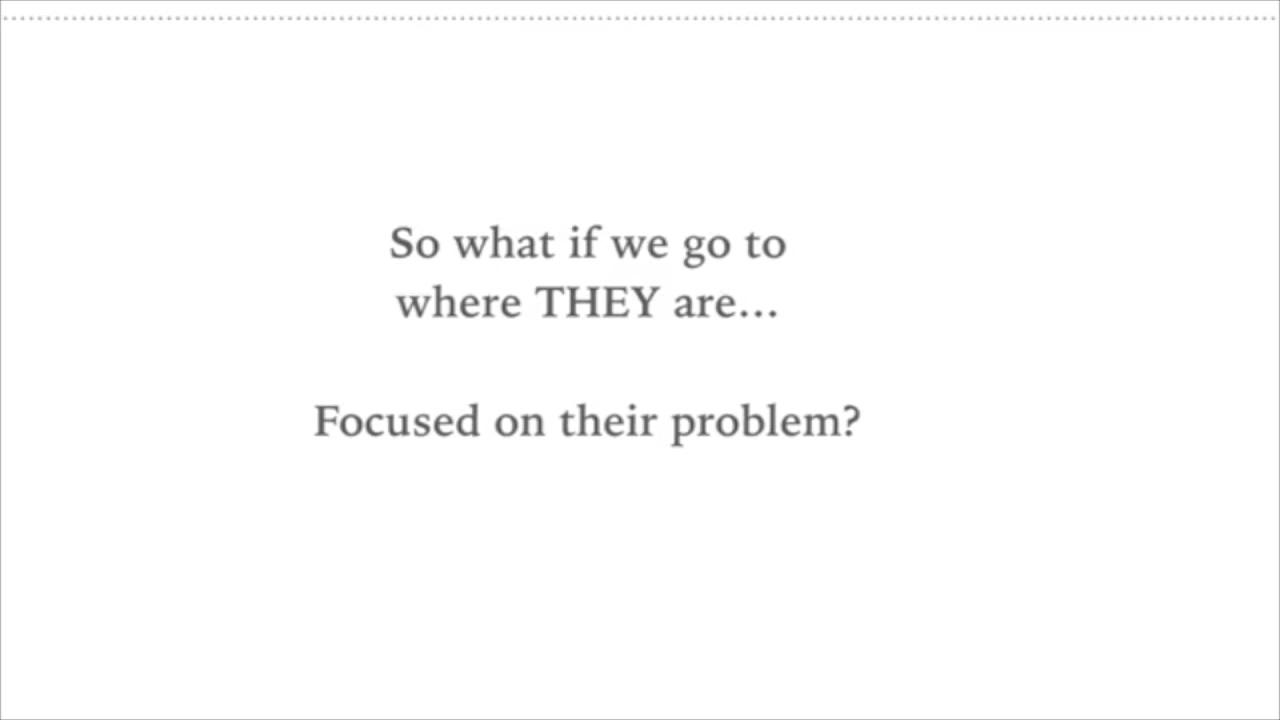 So what if we go to
where THEY are...
Focused on their problem?